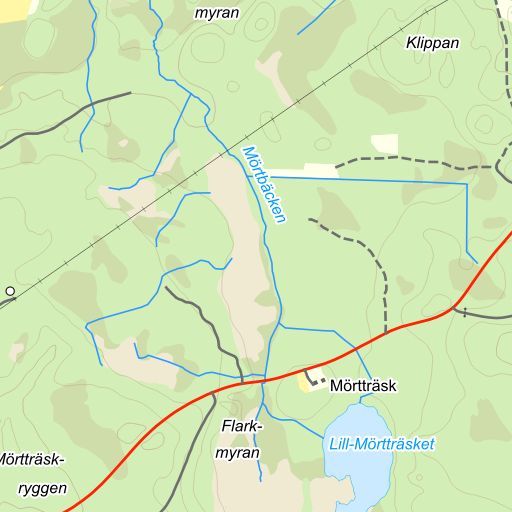 myran
Klippan
Mörtbäcken
Mörtträsk
Flark-
myran
Lill-Mörtträsket
Mörtträsk-
ryggen